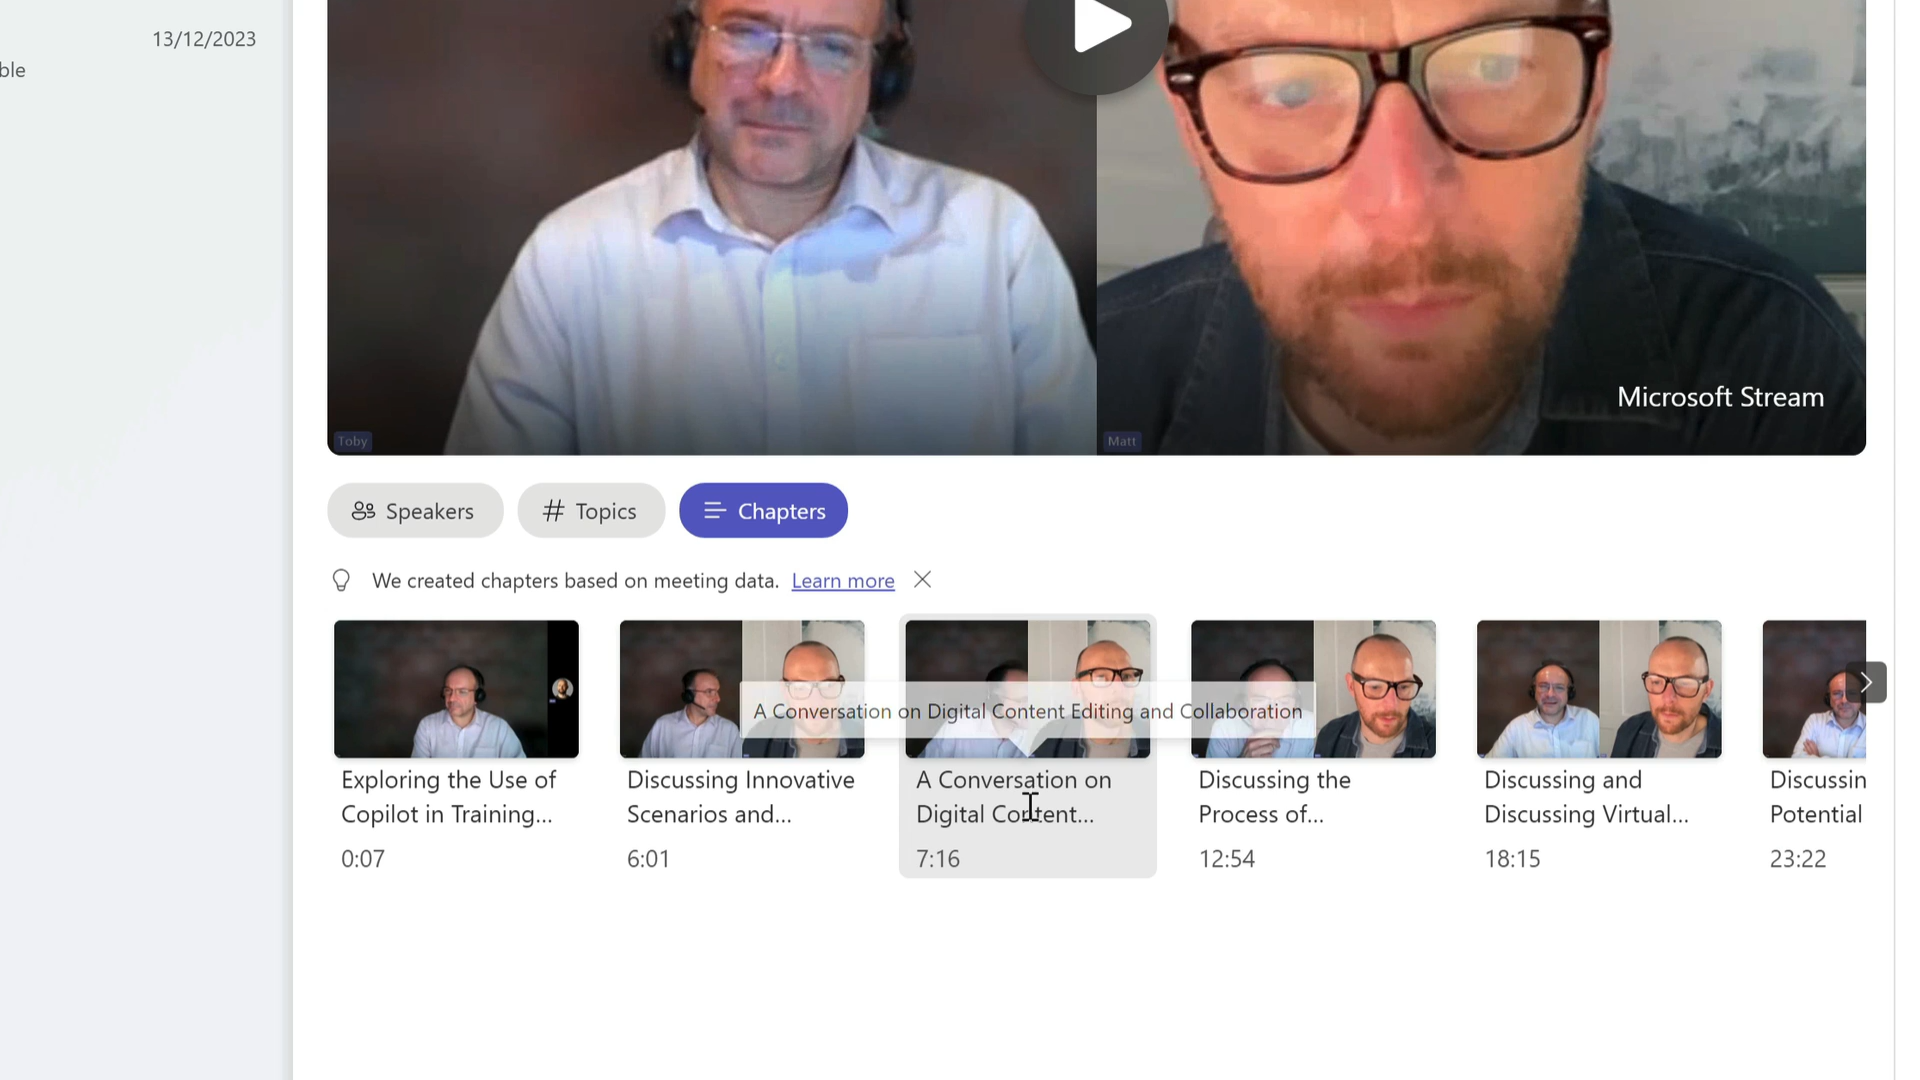 13/12/2023
ble
Microsoft Stream
Toby
Matt
Speakers
# Topics
Chapters
We created chapters based on meeting data. Learn more
A Conversation on Digital Content Editing and Collaboration
Exploring the Use of
Copilot in Training...
0:07
Discussing Innovative
Scenarios and...
6:01
A Conversation on
Digital Content...
7:16
Discussing the
Process of...
12:54
Discussing and
Discussing Virtual...
18:15
Discussin
Potential
23:22